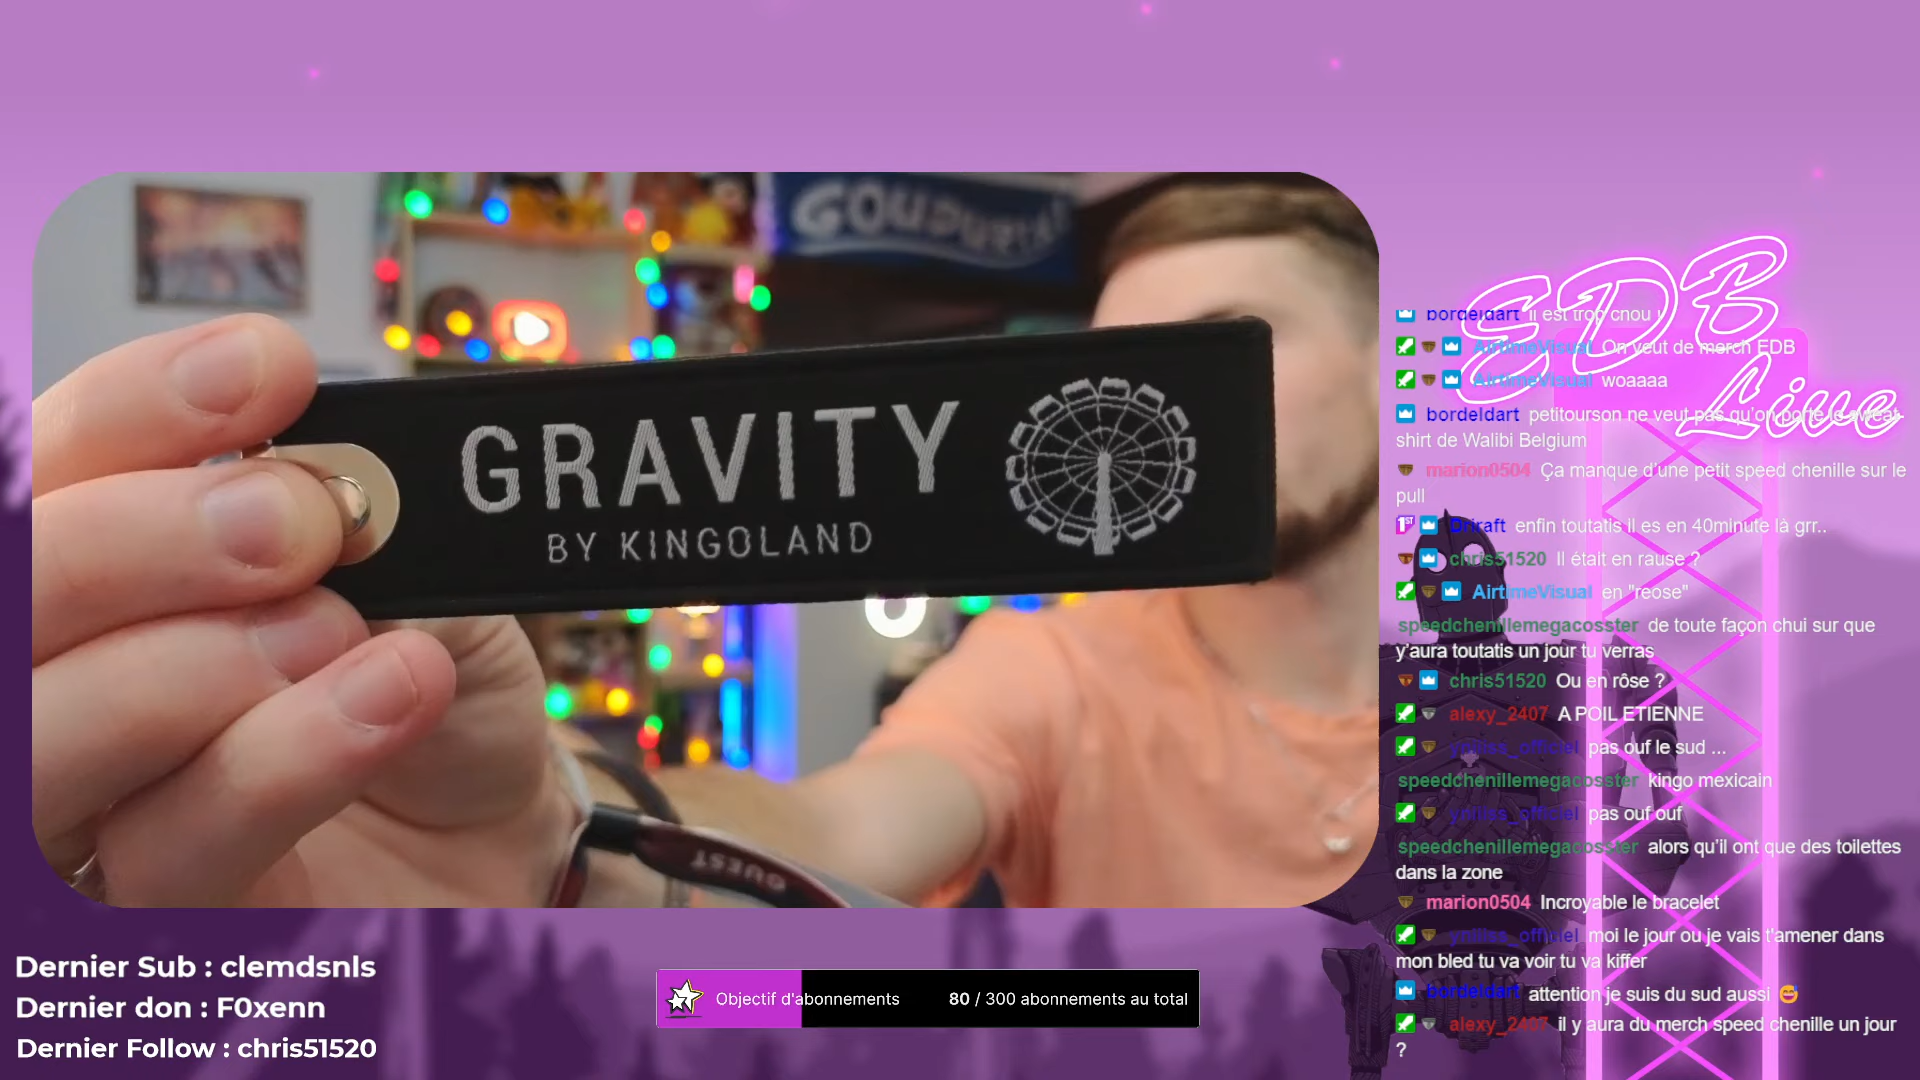 GOUDURIX
GRAVITY
BY KINGOLAND
QUEST
EDB
Live
bordeldart il est trop chou !
AirtimeVisual On veut de merch EDB
AirtimeVisual woaaaa
bordeldart petitourson ne veut pas qu'on porte le sweat-
shirt de Walibi Belgium
marion0504 Ça manque d'une petit speed chenille sur le
pull
1ST Driraft enfin toutatis il es en 40minute là grr..
chris51520 Il était en rause ?
AirtimeVisual en "reose"
speedchenillemegacosster de toute façon chui sur que
y'aura toutatis un jour tu verras
chris51520 Ou en rôse ?
alexy_2407 A POIL ETIENNE
pas ouf le sud ...
speedchenillemegacosster kingo mexicain
pas ouf ouf
speedchenillemegacosster alors qu'il ont que des toilettes
dans la zone
marion0504 Incroyable le bracelet
moi le jour ou je vais t'amener dans
mon bled tu va voir tu va kiffer
bordeldart attention je suis du sud aussi 😅
alexy_2407 il y aura du merch speed chenille un jour
?
Dernier Sub : clemdsnls
Dernier don : F0xenn
Dernier Follow : chris51520
Objectif d'abonnements 80 / 300 abonnements au total